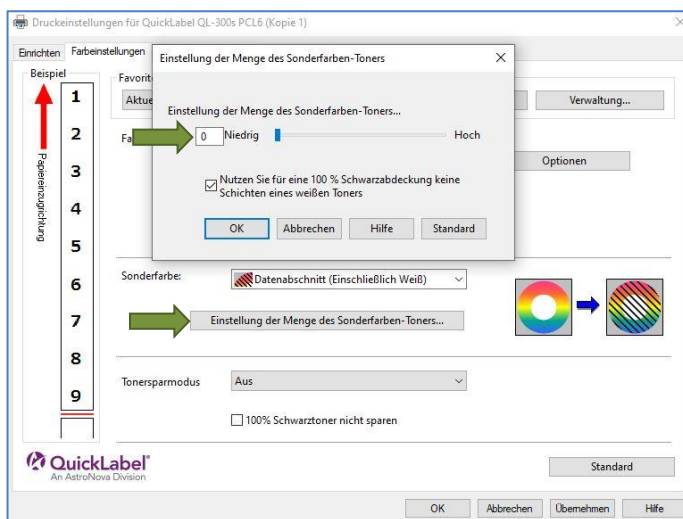 Druckeinstellungen für QuickLabel QL-300s PCL6 (Kopie 1)
Einrichten
Farbeinstellungen
Beispiel
Papiereinzugrichtung
1
2
3
4
5
6
7
8
9
Favorit
Aktue
Verwaltung...
Fa
Optionen
Einstellung der Menge des Sonderfarben-Toners
Einstellung der Menge des Sonderfarben-Toners...
0 Niedrig Hoch
Nutzen Sie für eine 100 % Schwarzabdeckung keine
Schichten eines weißen Toners
OK Abbrechen Hilfe Standard
Sonderfarbe: Datenabschnitt (Einschließlich Weiß)
Einstellung der Menge des Sonderfarben-Toners...
Tonersparmodus Aus
100% Schwarztoner nicht sparen
QuickLabel
An AstroNova Division
Standard
OK Abbrechen Übernehmen Hilfe